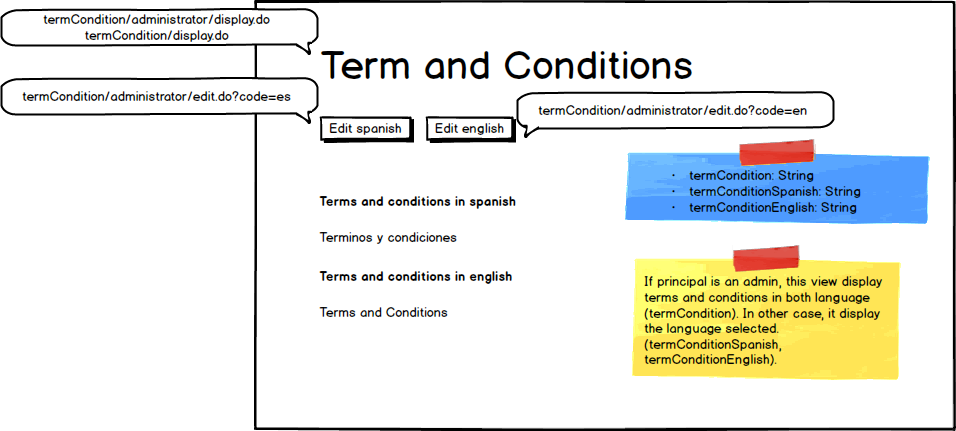 termCondition/administrator/display.do
termCondition/display.do
Term and Conditions
termCondition/administrator/edit.do?code=es
termCondition/administrator/edit.do?code=en
Edit spanish
Edit english
• termCondition: String
• termConditionSpanish: String
• termConditionEnglish: String
Terms and conditions in spanish
Terminos y condiciones
Terms and conditions in english
Terms and Conditions
If principal is an admin, this view display
terms and conditions in both language
(termCondition). In other case, it display
the language selected.
(termConditionSpanish,
termConditionEnglish).